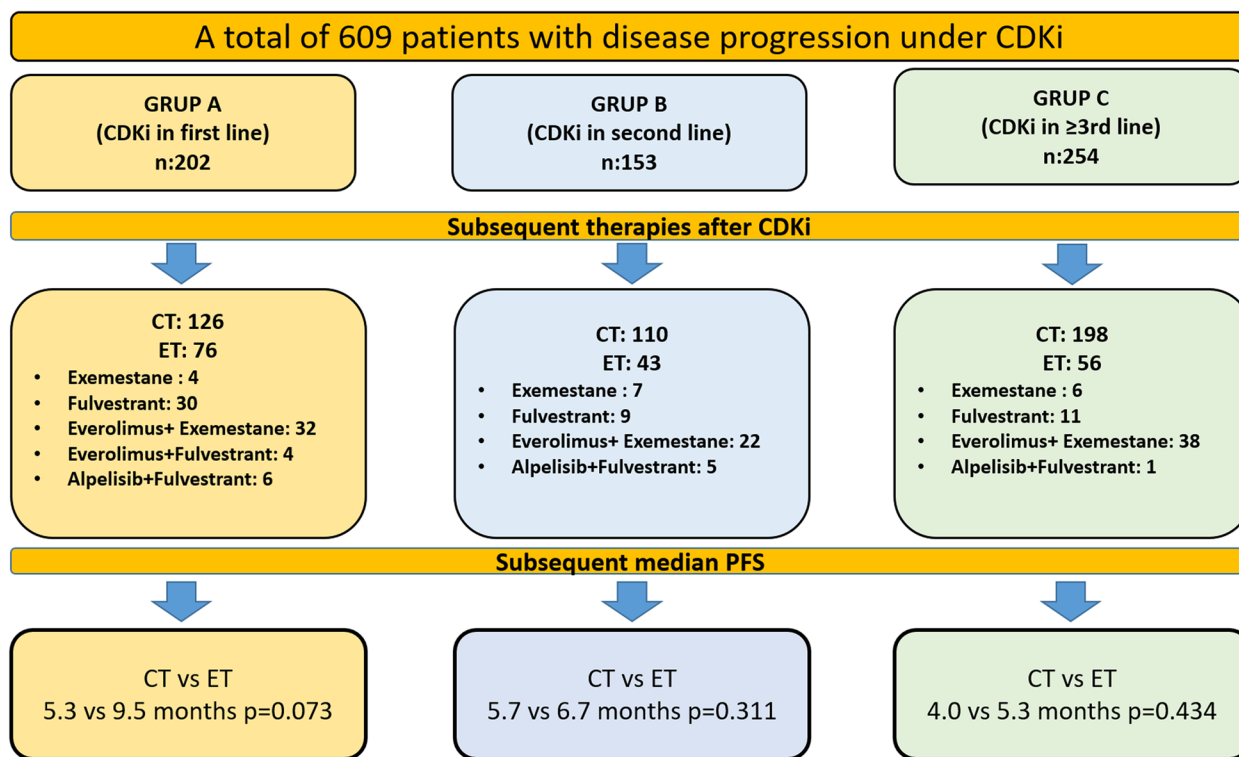 A total of 609 patients with disease progression under CDKi
GRUP A
(CDKi in first line)
n:202
GRUP B
(CDKi in second line)
n:153
GRUP C
(CDKi in ≥3rd line)
n:254
Subsequent therapies after CDKi
CT: 126
ET: 76
• Exemestane : 4
• Fulvestrant: 30
• Everolimus+ Exemestane: 32
• Everolimus+Fulvestrant: 4
• Alpelisib+Fulvestrant: 6
CT: 110
ET: 43
• Exemestane : 7
• Fulvestrant: 9
• Everolimus+ Exemestane: 22
• Alpelisib+Fulvestrant: 5
CT: 198
ET: 56
• Exemestane : 6
• Fulvestrant: 11
• Everolimus+ Exemestane: 38
• Alpelisib+Fulvestrant: 1
Subsequent median PFS
CT vs ET
5.3 vs 9.5 months p=0.073
CT vs ET
5.7 vs 6.7 months p=0.311
CT vs ET
4.0 vs 5.3 months p=0.434